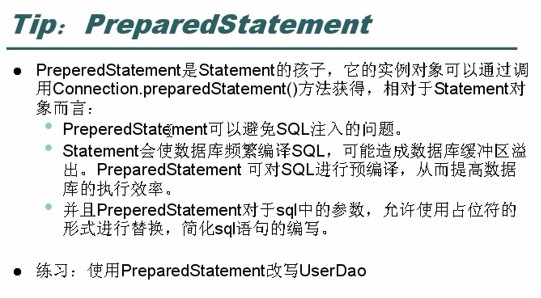 Tip：PreparedStatement
● PreperedStatement是Statement的孩子，它的实例对象可以通过调
用Connection.preparedStatement()方法获得，相对于Statement对
象而言：
• PreperedStatement可以避免SQL注入的问题。
• Statement会使数据库频繁编译SQL，可能造成数据库缓冲区溢
出。PreparedStatement 可对SQL进行预编译，从而提高数据
库的执行效率。
• 并且PreperedStatement对于sql中的参数，允许使用占位符的
形式进行替换，简化sql语句的编写。
● 练习：使用PreparedStatement改写UserDao